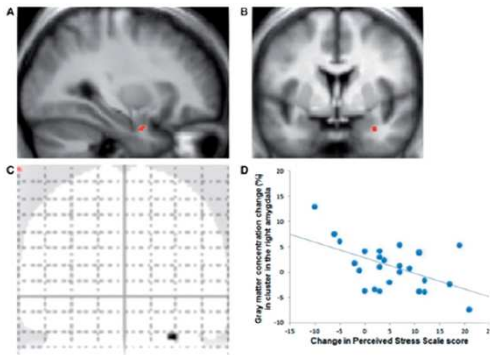 A
B
C
D
Gray matter concentration change (%)
in cluster in the right amygdala
20
15
10
5
0
-5
-10
-15 -10 -5 0 5 10 15 20
Change in Perceived Stress Scale score